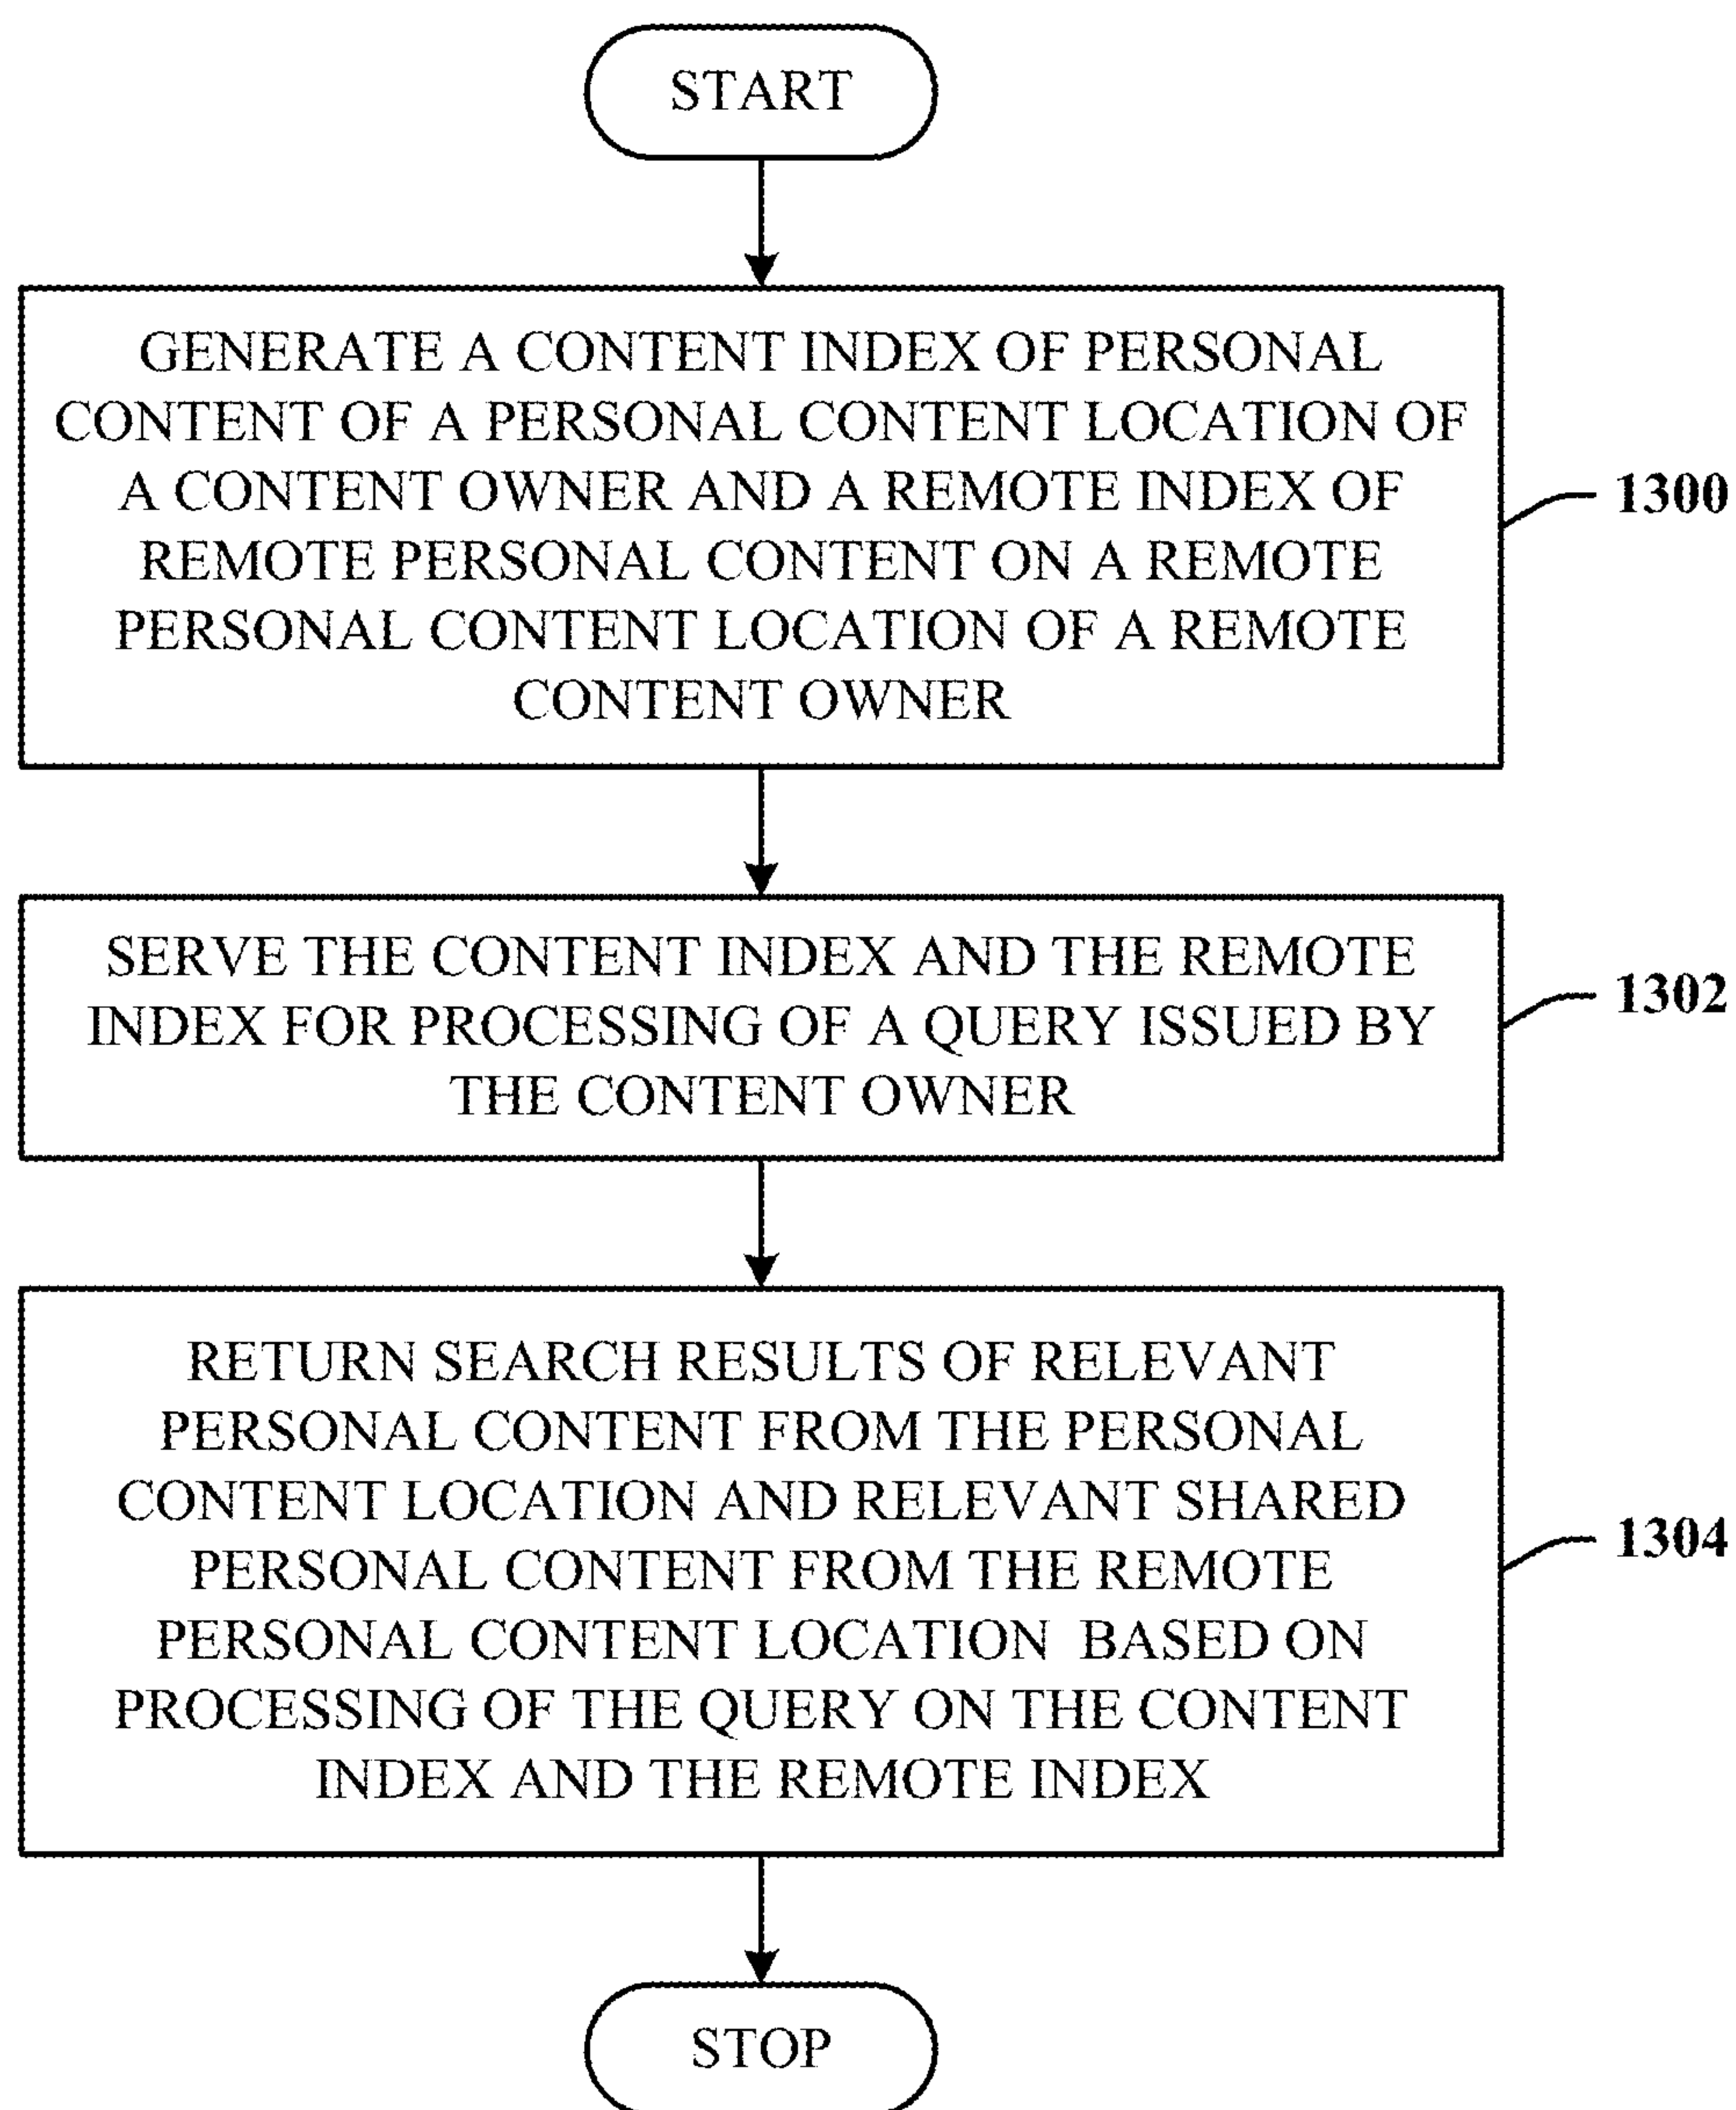 START
GENERATE A CONTENT INDEX OF PERSONAL
CONTENT OF A PERSONAL CONTENT LOCATION OF
A CONTENT OWNER AND A REMOTE INDEX OF
REMOTE PERSONAL CONTENT ON A REMOTE
PERSONAL CONTENT LOCATION OF A REMOTE
CONTENT OWNER
1300
SERVE THE CONTENT INDEX AND THE REMOTE
INDEX FOR PROCESSING OF A QUERY ISSUED BY
THE CONTENT OWNER
1302
RETURN SEARCH RESULTS OF RELEVANT
PERSONAL CONTENT FROM THE PERSONAL
CONTENT LOCATION AND RELEVANT SHARED
PERSONAL CONTENT FROM THE REMOTE
PERSONAL CONTENT LOCATION BASED ON
PROCESSING OF THE QUERY ON THE CONTENT
INDEX AND THE REMOTE INDEX
1304
STOP